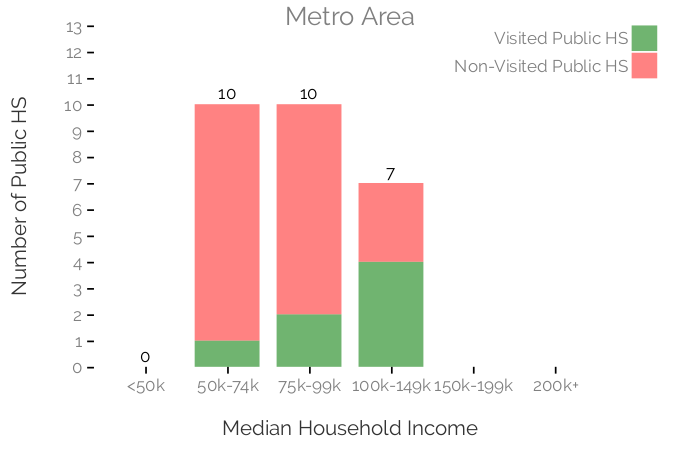 Metro Area
Visited Public HS
Non-Visited Public HS
Number of Public HS
13
12
11
10
9
8
7
6
5
4
3
2
1
0
0
10
10
7
<50k
50k-74k
75k-99k
100k-149k
150k-199k
200k+
Median Household Income